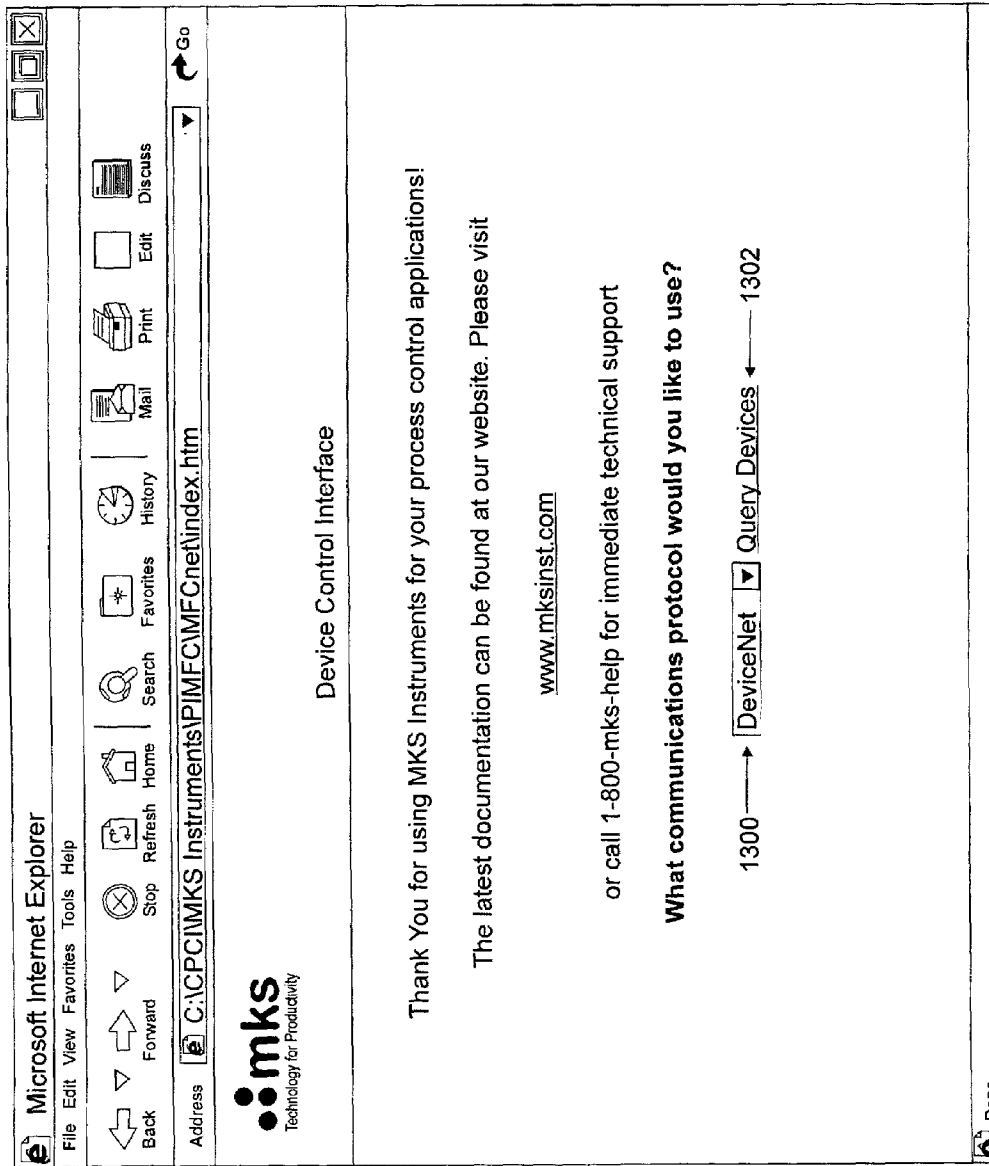 Microsoft Internet Explorer
File Edit View Favorites Tools Help
Back Forward Stop Refresh Home Search Favorites History Mail Print Edit Discuss
Address C:\CPCI\MKS Instruments\PIMFC\MFCnet\index.htm Go
mks
Technology for Productivity
Device Control Interface
Thank You for using MKS Instruments for your process control applications!
The latest documentation can be found at our website. Please visit
www.mksinst.com
or call 1-800-mks-help for immediate technical support
What communications protocol would you like to use?
1300 DeviceNet Query Devices 1302